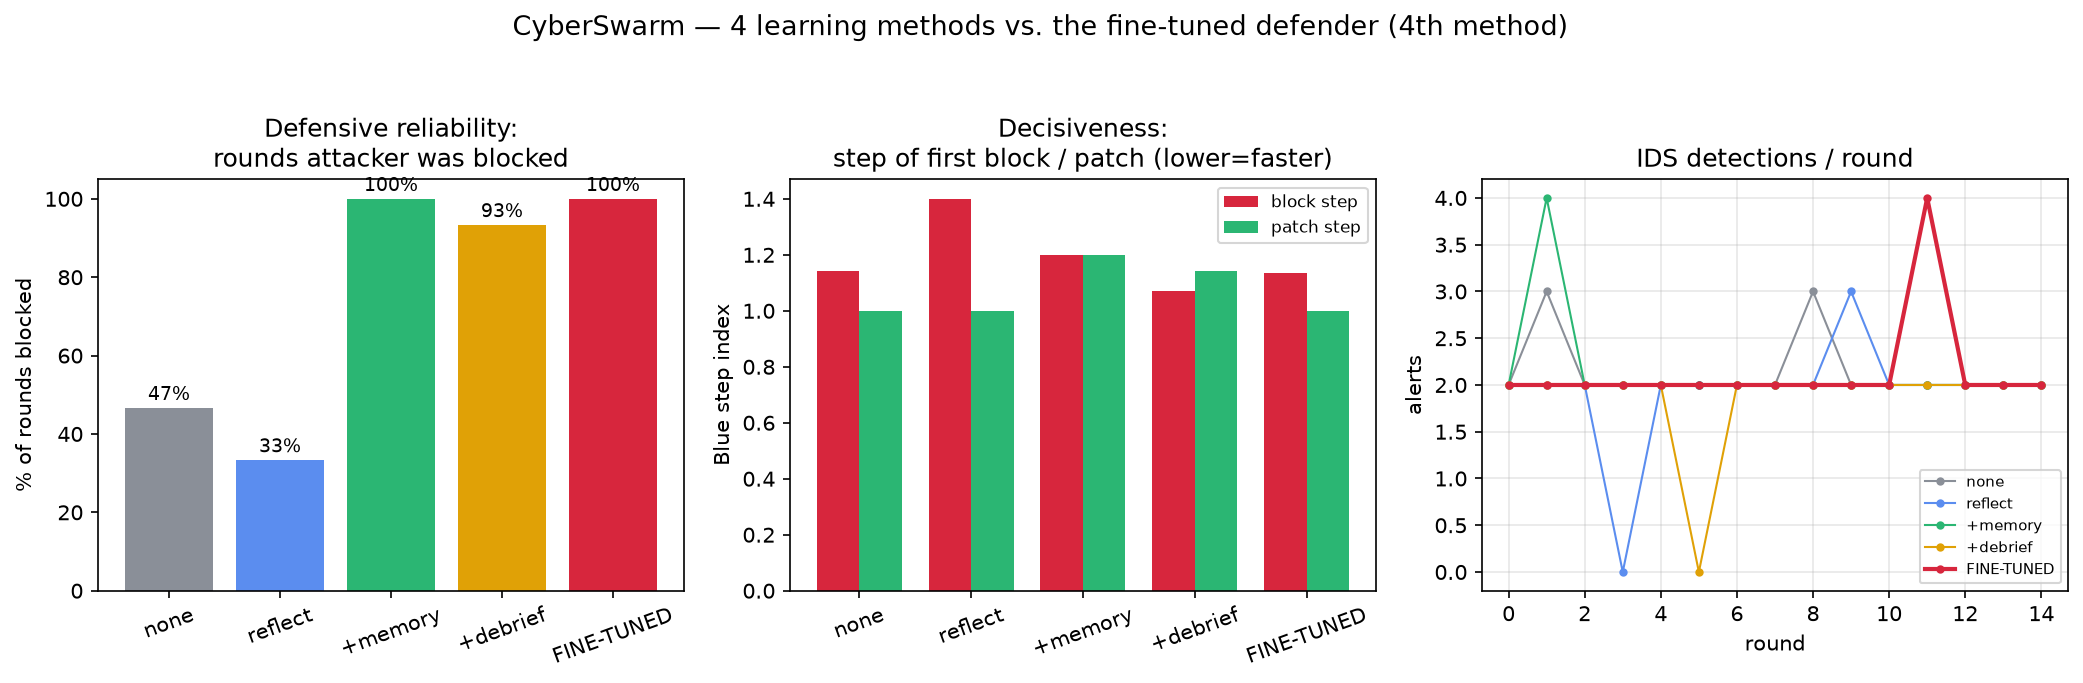 CyberSwarm — 4 learning methods vs. the fine-tuned defender (4th method)
Defensive reliability:
rounds attacker was blocked
% of rounds blocked
100
80
60
40
20
0
47%
33%
100%
93%
100%
none
reflect
+memory
+debrief
FINE-TUNED
Decisiveness:
step of first block / patch (lower=faster)
Blue step index
1.4
1.2
1.0
0.8
0.6
0.4
0.2
0.0
block step
patch step
none
reflect
+memory
+debrief
FINE-TUNED
IDS detections / round
alerts
4.0
3.5
3.0
2.5
2.0
1.5
1.0
0.5
0.0
none
reflect
+memory
+debrief
FINE-TUNED
0 2 4 6 8 10 12 14
round